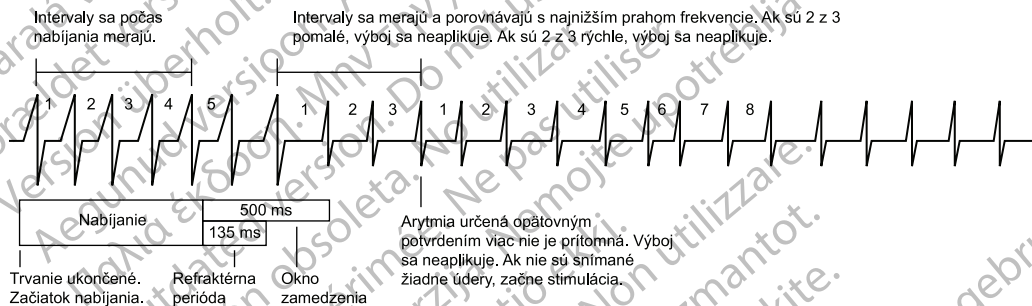 Intervaly sa počas
nabíjania merajú.
Intervaly sa merajú a porovnávajú s najnižším prahom frekvencie. Ak sú 2 z 3
pomalé, výboj sa neaplikuje. Ak sú 2 z 3 rýchle, výboj sa neaplikuje.
1 2 3 4 5 1 2 3 1 2 3 4 5 6 7 8
Nabíjanie
500 ms
135 ms
Trvanie ukončené.
Začiatok nabíjania.
Refraktérna
perióda
Okno
zamedzenia
Arytmia určená opätovným
potvrdením viac nie je prítomná. Výboj
sa neaplikuje. Ak nie sú snímané
žiadne údery, začne stimulácia.